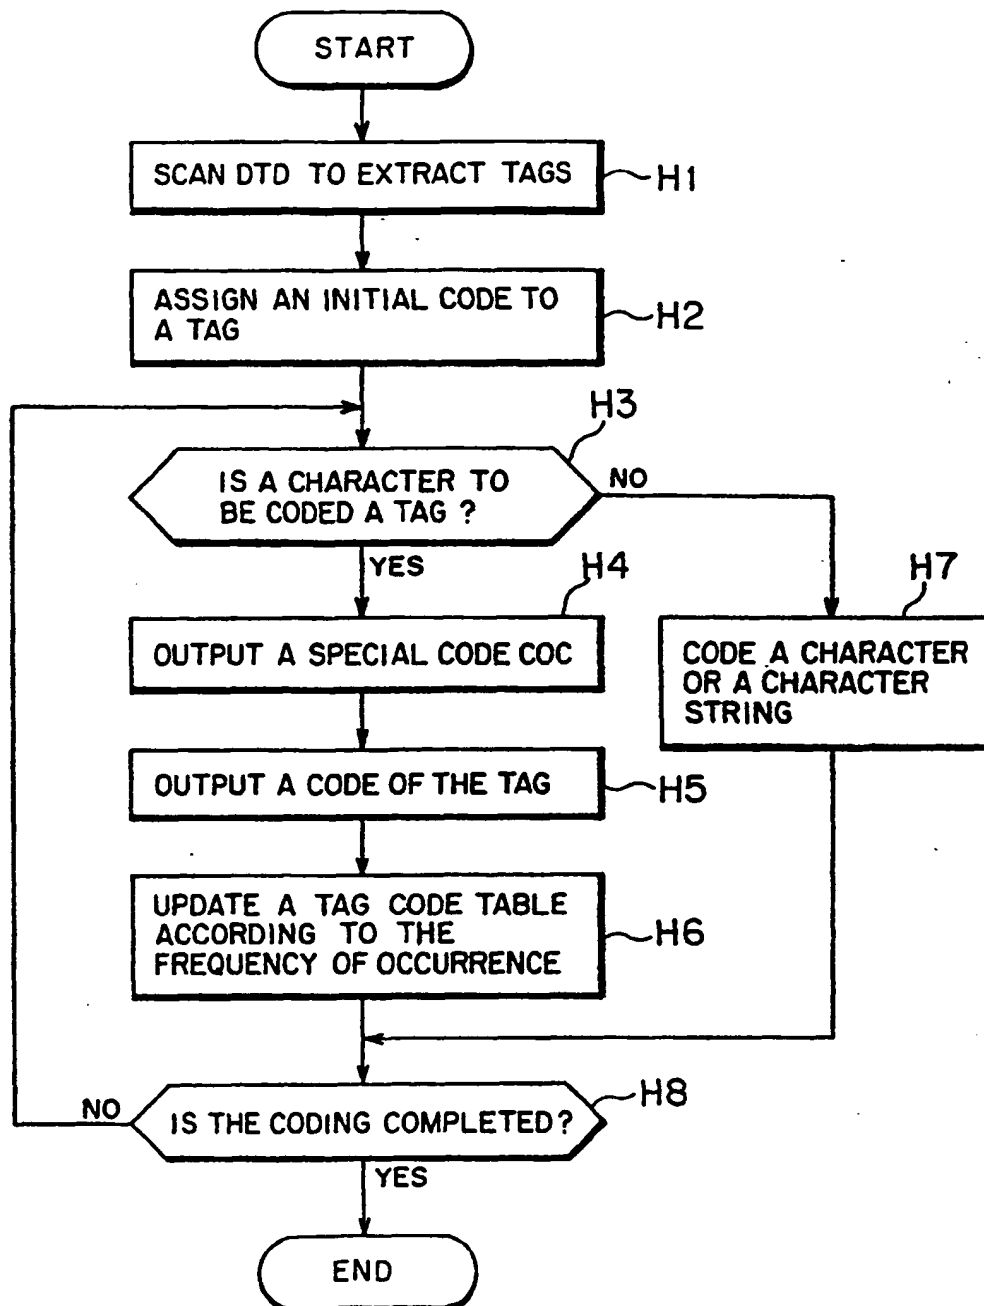 START
SCAN DTD TO EXTRACT TAGS
H1
ASSIGN AN INITIAL CODE TO
A TAG
H2
H3
IS A CHARACTER TO
BE CODED A TAG ?
NO
YES
H4
H7
OUTPUT A SPECIAL CODE COC
CODE A CHARACTER
OR A CHARACTER
STRING
OUTPUT A CODE OF THE TAG
H5
UPDATE A TAG CODE TABLE
ACCORDING TO THE
FREQUENCY OF OCCURRENCE
H6
H8
NO
IS THE CODING COMPLETED?
YES
END